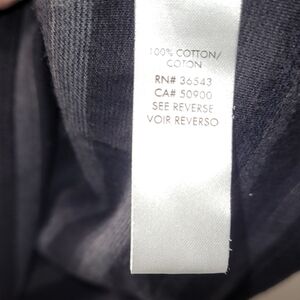 100% COTTON/
COTON
RN# 36543
CA# 50900
SEE REVERSE
VOIR REVERSO